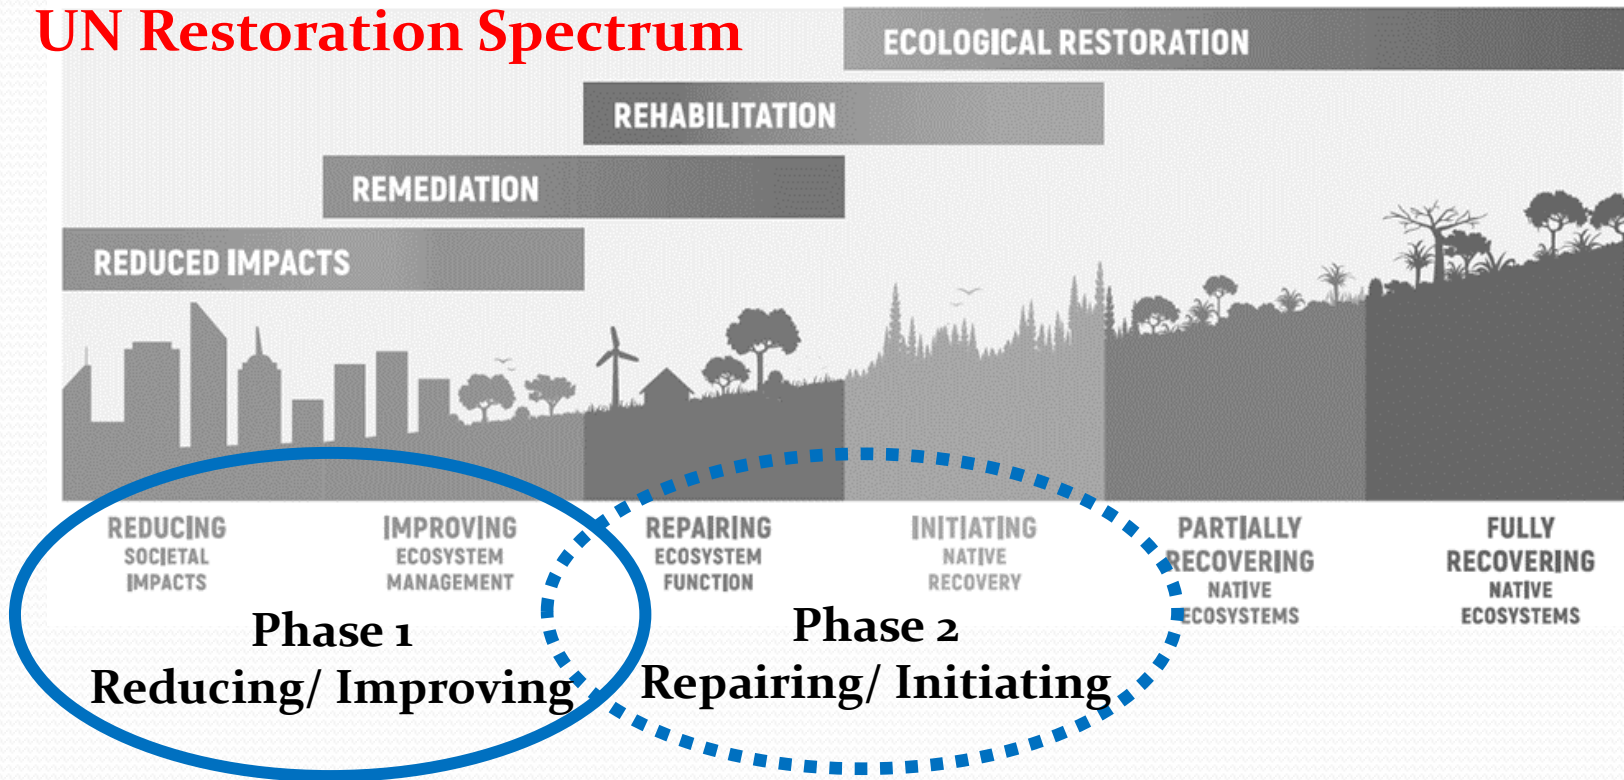 UN Restoration Spectrum
ECOLOGICAL RESTORATION
REHABILITATION
REMEDIATION
REDUCED IMPACTS
REDUCING
SOCIETAL
IMPACTS
IMPROVING
ECOSYSTEM
MANAGEMENT
REPAIRING
ECOSYSTEM
FUNCTION
INITIATING
NATIVE
RECOVERY
PARTIALLY
RECOVERING
NATIVE
ECOSYSTEMS
FULLY
RECOVERING
NATIVE
ECOSYSTEMS
Phase 1
Reducing/ Improving
Phase 2
Repairing/ Initiating